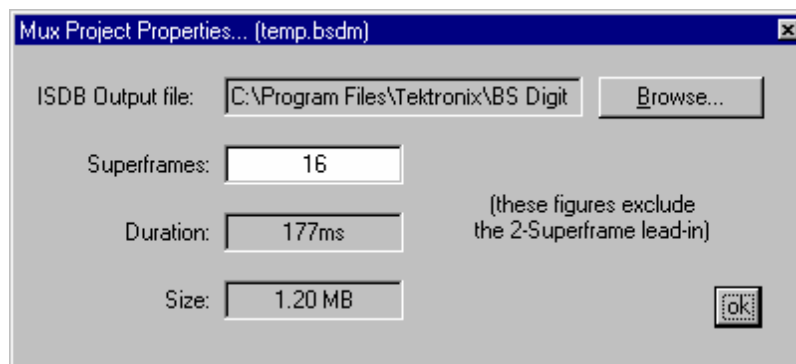 Mux Project Properties... (temp.bsdm)
ISDB Output file: C:\Program Files\Tektronix\BS Digit Browse...
Superframes: 16
(these figures exclude
the 2-Superframe lead-in)
Duration: 177ms
Size: 1.20 MB
ok